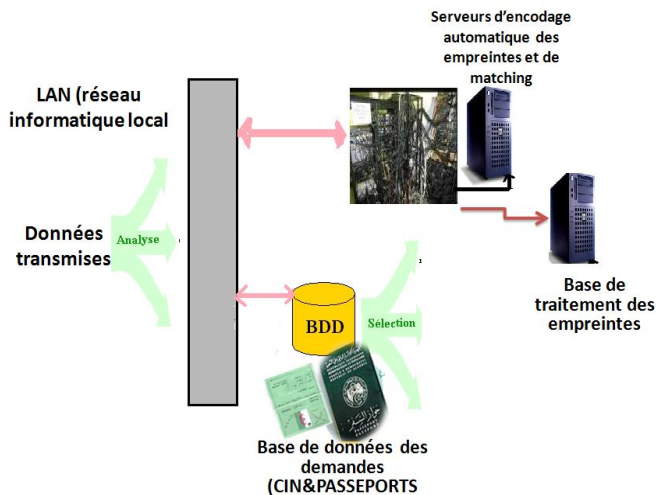 Serveurs d'encodage
automatique des
empreintes et de
matching
LAN (réseau
informatique local
Données
transmises
Analyse
BDD
Sélection
Base de
traitement des
empreintes
Base de données des
demandes
(CIN&PASSEPORTS